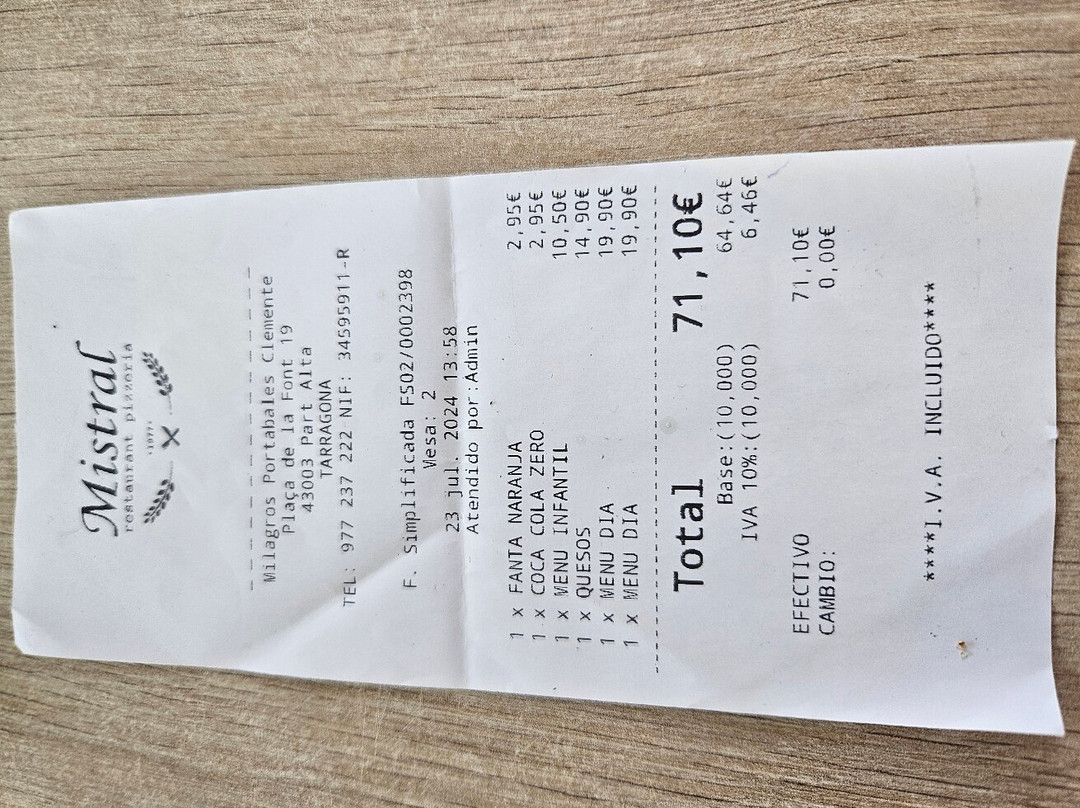 Mistral
restaurant pizzeria
·1977·
Milagros Portabales Clemente
Plaça de la Font 19
43003 Part Alta
TARRAGONA
TEL: 977 237 222 NIF: 34595911-R
F. Simplificada FS02/0002398
Mesa: 2
23 jul. 2024 13:58
Atendido por:Admin
1 x FANTA NARANJA 2,95€
1 x COCA COLA ZERO 2,95€
1 x MENU INFANTIL 10,50€
1 x QUESOS 14,90€
1 x MENU DIA 19,90€
1 x MENU DIA 19,90€
Total 71,10€
Base:(10,000) 64,64€
IVA 10%:(10,000) 6,46€
EFECTIVO 71,10€
CAMBIO: 0,00€
****I.V.A. INCLUIDO****